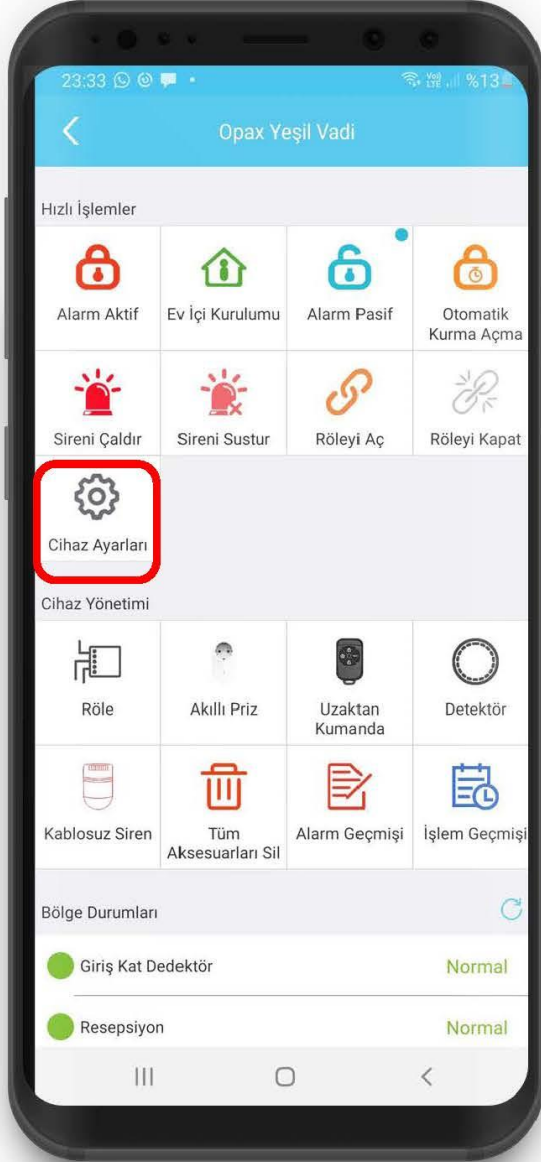 23:33
VoI)
LTE
%13
Opax Yeşil Vadi
Hızlı İşlemler
Alarm Aktif
Ev İçi Kurulumu
Alarm Pasif
Otomatik
Kurma Açma
Sireni Çaldır
Sireni Sustur
Röleyi Aç
Röleyi Kapat
Cihaz Ayarları
Cihaz Yönetimi
Röle
Akıllı Priz
Uzaktan
Kumanda
Detektör
Kablosuz Siren
Tüm
Aksesuarları Sil
Alarm Geçmişi
İşlem Geçmişi
Bölge Durumları
Giriş Kat Dedektör
Normal
Resepsiyon
Normal